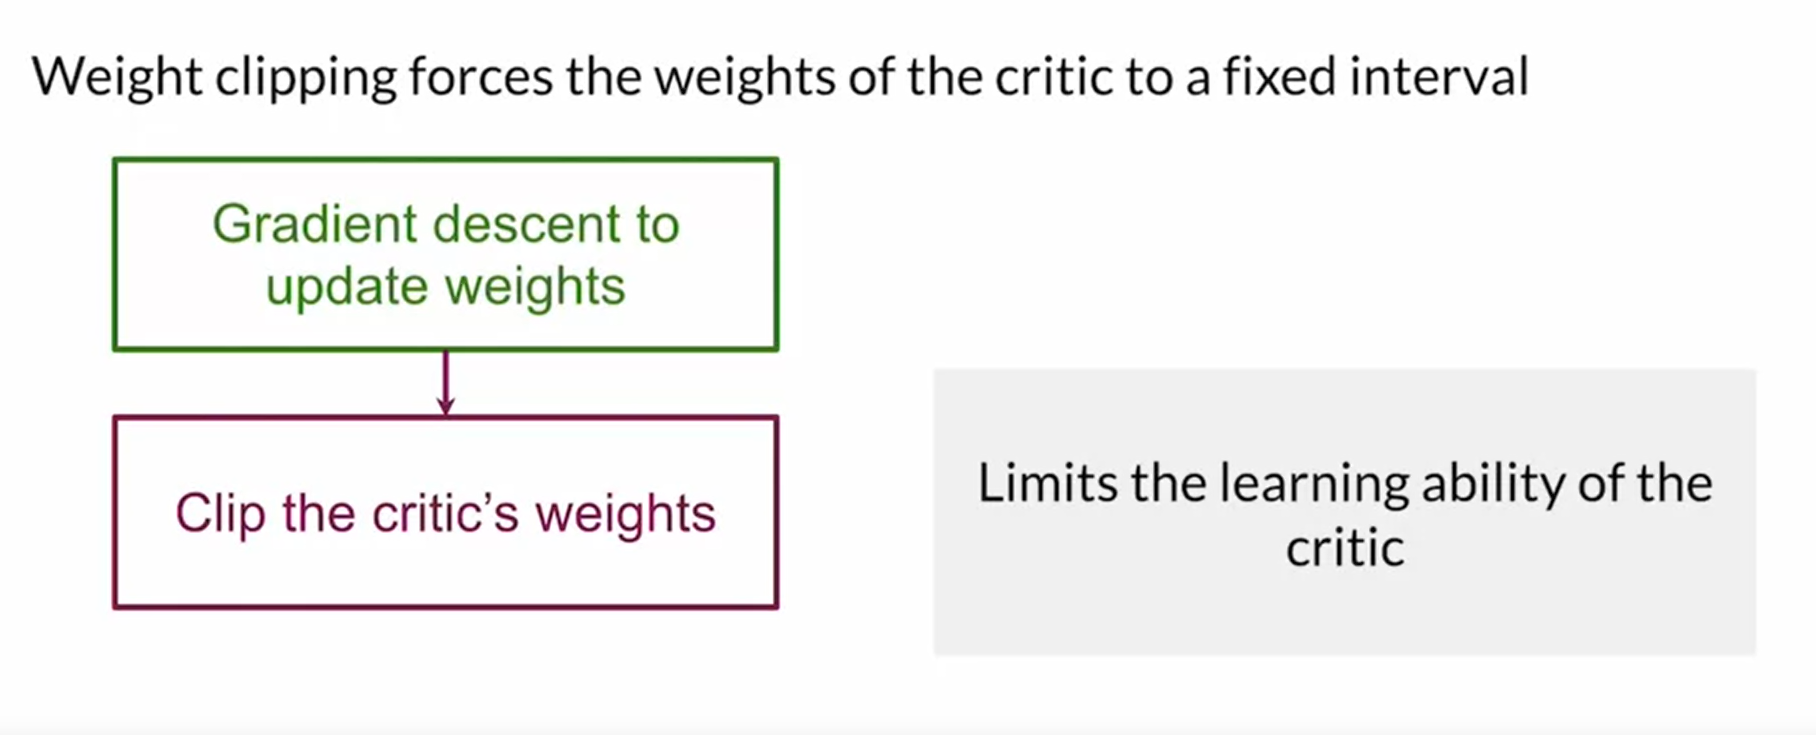 Weight clipping forces the weights of the critic to a fixed interval
Gradient descent to
update weights
Clip the critic’s weights
Limits the learning ability of the
critic